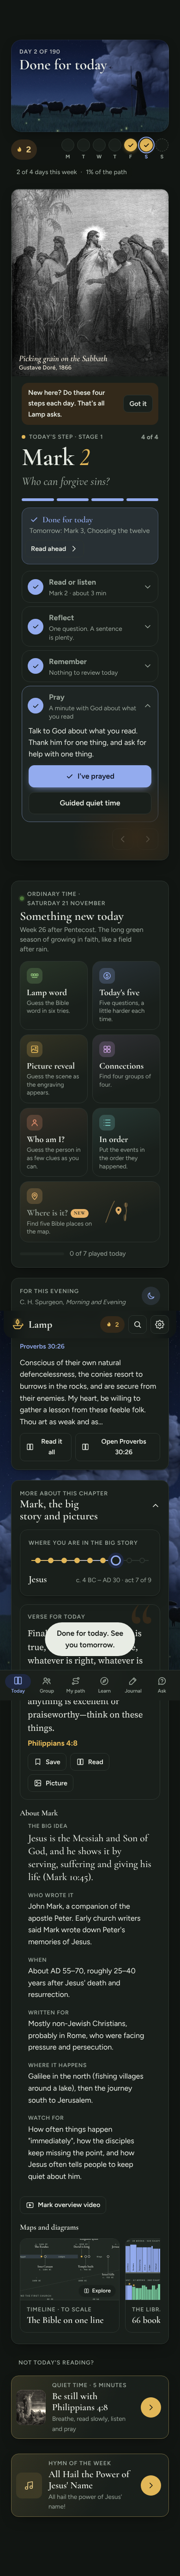 DAY 2 OF 190
Done for today
2
M T W T F S S
2 of 4 days this week · 1% of the path
Picking grain on the Sabbath
Gustave Doré, 1866
New here? Do these four
steps each day. That's all
Lamp asks.
Got it
TODAY'S STEP · STAGE 1
4 of 4
Mark 2
Who can forgive sins?
Done for today
Tomorrow: Mark 3, Choosing the twelve
Read ahead
Read or listen
Mark 2 · about 3 min
Reflect
One question. A sentence
is plenty.
Remember
Nothing to review today
Pray
A minute with God about what
you read
Talk to God about what you read.
Thank him for one thing, and ask for
help with one thing.
I've prayed
Guided quiet time
ORDINARY TIME ·
SATURDAY 21 NOVEMBER
Something new today
Week 26 after Pentecost. The long green
season of growing in faith, like a field
after rain.
Lamp word
Guess the Bible
word in six tries.
Today's five
Five questions, a
little harder each
time.
Picture reveal
Guess the scene as
the engraving
appears.
Connections
Find four groups of
four.
Who am I?
Guess the person in
as few clues as you
can.
In order
Put the events in
the order they
happened.
Where is it? NEW
Find five Bible places on
the map.
0 of 7 played today
FOR THIS EVENING
C. H. Spurgeon, Morning and Evening
Lamp
2
Proverbs 30:26
Conscious of their own natural
defencelessness, the conies resort to
burrows in the rocks, and are secure from
their enemies. My heart, be willing to
gather a lesson from these feeble folk.
Thou art as weak and as...
Read it
all
Open Proverbs
30:26
MORE ABOUT THIS CHAPTER
Mark, the big
story and pictures
WHERE YOU ARE IN THE BIG STORY
Jesus
c. 4 BC – AD 30 · act 7 of 9
VERSE FOR TODAY
Done for today. See
you tomorrow.
true,
is
right, whatever is
Today
Group
My path
Learn
Journal
Ask
anything is excellent or
praiseworthy—think on these
things.
Philippians 4:8
Save
Read
Picture
About Mark
THE BIG IDEA
Jesus is the Messiah and Son of
God, and he shows it by
serving, suffering and giving his
life (Mark 10:45).
WHO WROTE IT
John Mark, a companion of the
apostle Peter. Early church writers
said Mark wrote down Peter's
memories of Jesus.
WHEN
About AD 55–70, roughly 25–40
years after Jesus' death and
resurrection.
WRITTEN FOR
Mostly non-Jewish Christians,
probably in Rome, who were facing
pressure and persecution.
WHERE IT HAPPENS
Galilee in the north (fishing villages
around a lake), then the journey
south to Jerusalem.
WATCH FOR
How often things happen
"immediately", how the disciples
keep missing the point, and how
Jesus often tells people to keep
quiet about him.
Mark overview video
Maps and diagrams
Explore
TIMELINE · TO SCALE
The Bible on one line
THE LIBR
66 book
NOT TODAY'S READING?
QUIET TIME · 5 MINUTES
Be still with
Philippians 4:8
Breathe, read slowly, listen
and pray
HYMN OF THE WEEK
All Hail the Power of
Jesus' Name
All hail the power of Jesus'
name!